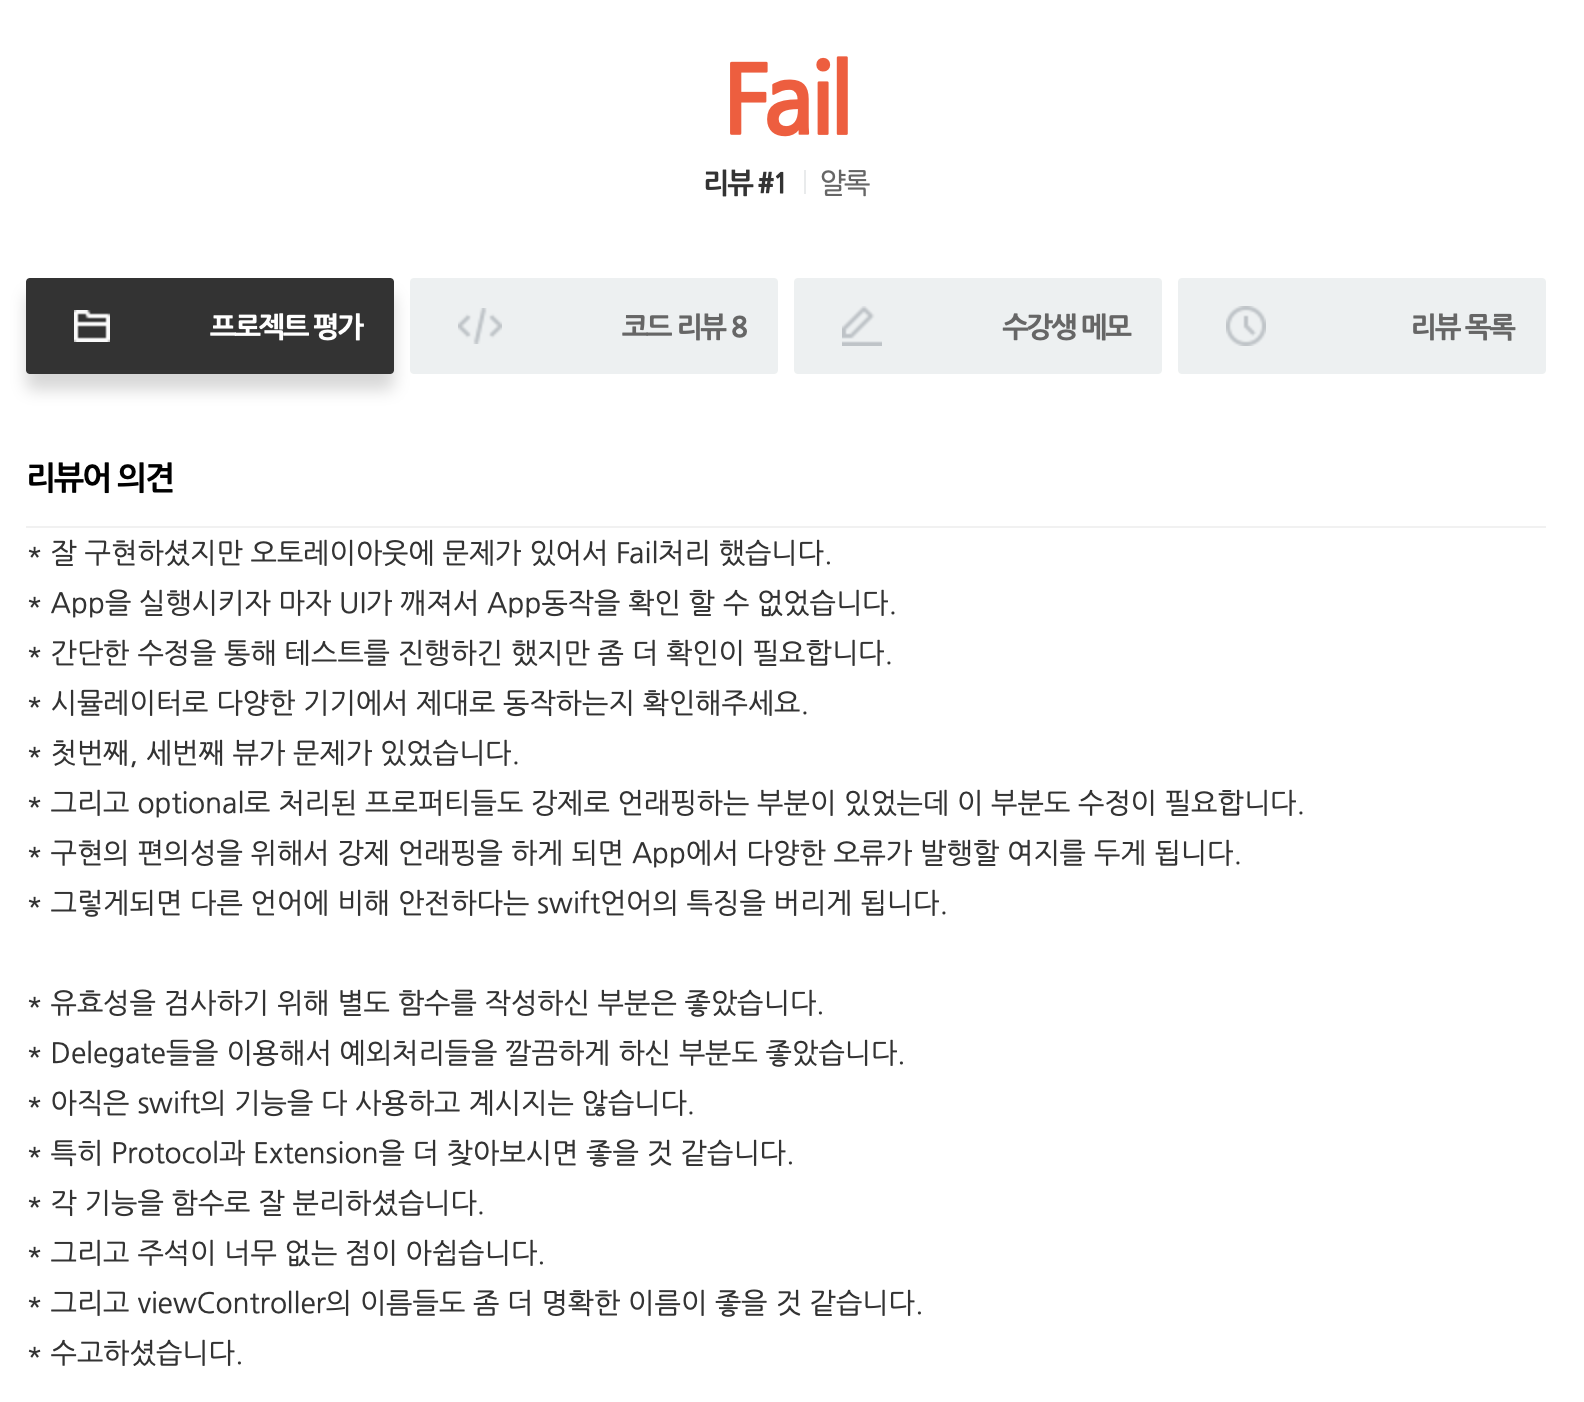 Fail
리뷰 #1 얄록
프로젝트 평가 코드 리뷰 8 수강생 메모 리뷰 목록
리뷰어 의견
* 잘 구현하셨지만 오토레이아웃에 문제가 있어서 Fail처리 했습니다.
* App을 실행시키자 마자 UI가 깨져서 App동작을 확인 할 수 없었습니다.
* 간단한 수정을 통해 테스트를 진행하긴 했지만 좀 더 확인이 필요합니다.
* 시뮬레이터로 다양한 기기에서 제대로 동작하는지 확인해주세요.
* 첫번째, 세번째 뷰가 문제가 있었습니다.
* 그리고 optional로 처리된 프로퍼티들도 강제로 언래핑하는 부분이 있었는데 이 부분도 수정이 필요합니다.
* 구현의 편의성을 위해서 강제 언래핑을 하게 되면 App에서 다양한 오류가 발행할 여지를 두게 됩니다.
* 그렇게되면 다른 언어에 비해 안전하다는 swift언어의 특징을 버리게 됩니다.
* 유효성을 검사하기 위해 별도 함수를 작성하신 부분은 좋았습니다.
* Delegate들을 이용해서 예외처리들을 깔끔하게 하신 부분도 좋았습니다.
* 아직은 swift의 기능을 다 사용하고 계시지는 않습니다.
* 특히 Protocol과 Extension을 더 찾아보시면 좋을 것 같습니다.
* 각 기능을 함수로 잘 분리하셨습니다.
* 그리고 주석이 너무 없는 점이 아쉽습니다.
* 그리고 viewController의 이름들도 좀 더 명확한 이름이 좋을 것 같습니다.
* 수고하셨습니다.